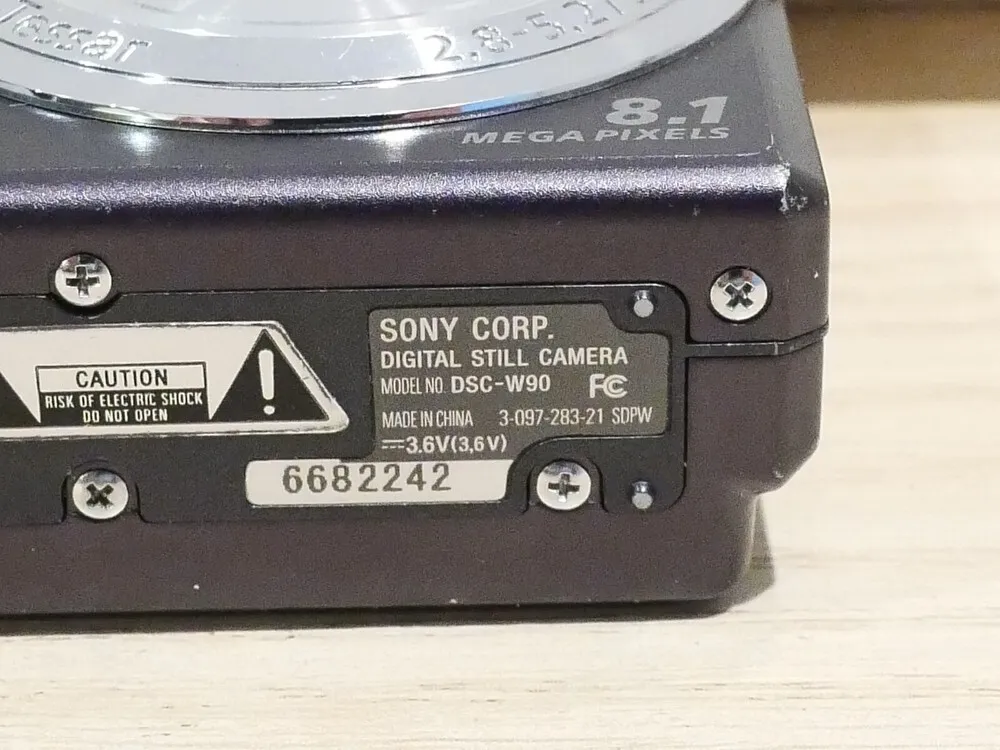 Tessar
2.8-5.2/
8.1
MEGA PIXELS
CAUTION
RISK OF ELECTRIC SHOCK
DO NOT OPEN
SONY CORP.
DIGITAL STILL CAMERA
MODEL NO. DSC-W90 FC
MADE IN CHINA 3-097-283-21 SDPW
⎓3.6V(3,6V)
6682242